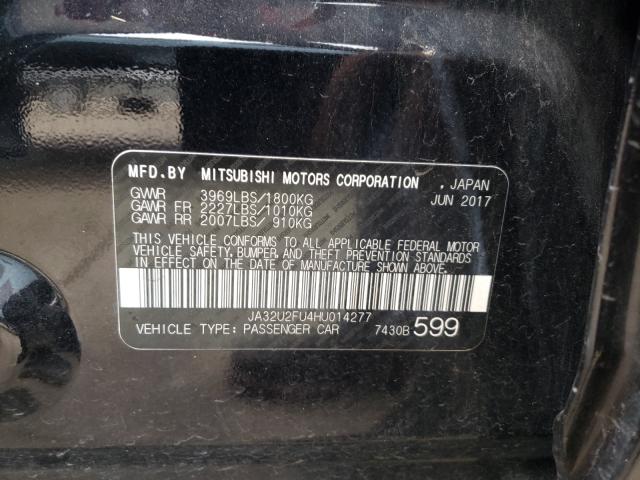 MFD.BY MITSUBISHI MOTORS CORPORATION , JAPAN
GVWR 3969LBS/1800KG JUN 2017
GAWR FR 2227LBS/1010KG
GAWR RR 2007LBS/ 910KG
THIS VEHICLE CONFORMS TO ALL APPLICABLE FEDERAL MOTOR
VEHICLE SAFETY, BUMPER, AND THEFT PREVENTION STANDARDS
IN EFFECT ON THE DATE OF MANUFACTURE SHOWN ABOVE.
JA32U2FU4HU014277
VEHICLE TYPE: PASSENGER CAR 7430B 599